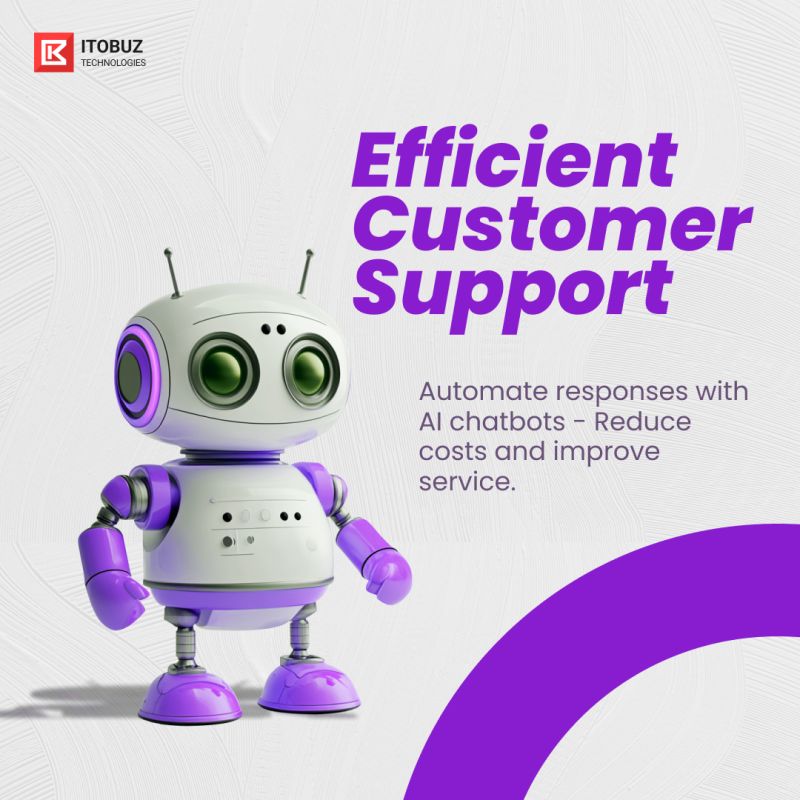 ITOBUZ
TECHNOLOGIES
Efficient
Customer
Support
Automate responses with
AI chatbots - Reduce
costs and improve
service.